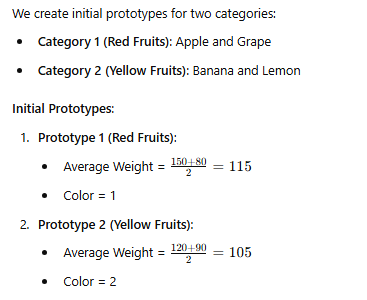 We create initial prototypes for two categories:
• Category 1 (Red Fruits): Apple and Grape
• Category 2 (Yellow Fruits): Banana and Lemon
Initial Prototypes:
1. Prototype 1 (Red Fruits):
• Average Weight = \frac{150+80}{2} = 115
• Color = 1
2. Prototype 2 (Yellow Fruits):
• Average Weight = \frac{120+90}{2} = 105
• Color = 2